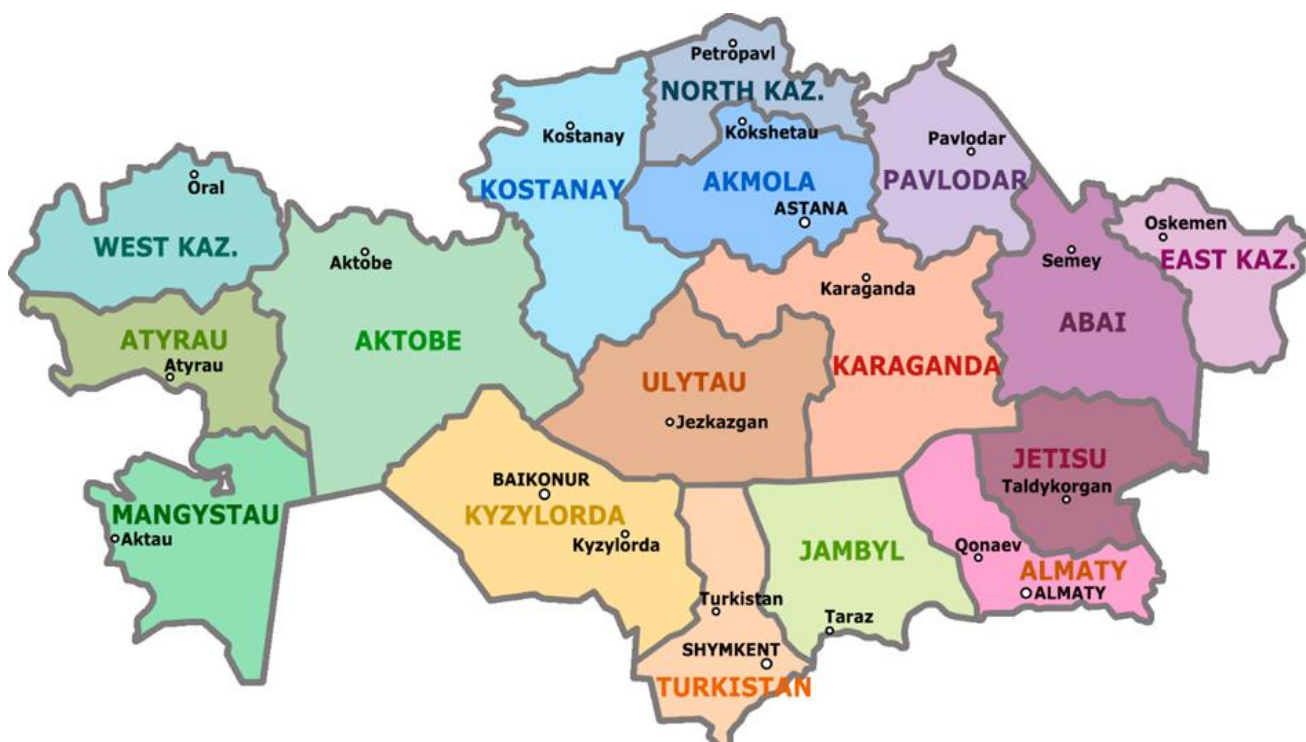 Petropavl
NORTH KAZ.
Kostanay
Kokshetau
Pavlodar
Oral
KOSTANAY
AKMOLA
PAVLODAR
ASTANA
WEST KAZ.
Aktobe
Semey
Oskemen
EAST KAZ.
Karaganda
ATYRAU
Atyrau
AKTOBE
ULYTAU
KARAGANDA
ABAI
Jezkazgan
JETISU
Taldykorgan
MANGYSTAU
Aktau
BAIKONUR
KYZYLORDA
Kyzylorda
JAMBYL
Qonaev
ALMATY
ALMATY
Turkistan
Taraz
SHYMKENT
TURKISTAN